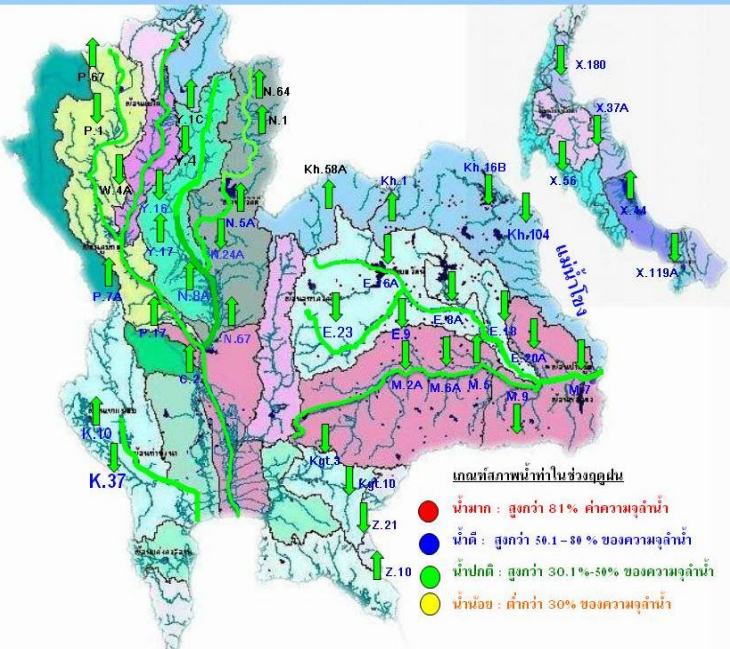 P.67
P.1
W.4A
Y.16
Y.17
Y.1C
Y.4
N.64
N.1
N.5A
N.24A
N.8A
N.67
P.7A
P.17
C.2
K.10
K.37
Kh.58A
Kh.1
Kh.16B
Kh.104
แม่น้ำโขง
E.16A
E.23
E.9
E.8A
E.18
E.20A
M.2A
M.6A
M.5
M.9
M.7
Kgt.3
Kgt.10
Z.21
Z.10
X.180
X.37A
X.56
X.44
X.119A
เกณฑ์สภาพน้ำท่าในช่วงฤดูฝน
น้ำมาก : สูงกว่า 81% ค่าความจุลำน้ำ
น้ำดี : สูงกว่า 50.1 – 80 % ของความจุลำน้ำ
น้ำปกติ : สูงกว่า 30.1%-50% ของความจุลำน้ำ
น้ำน้อย : ต่ำกว่า 30% ของความจุลำน้ำ